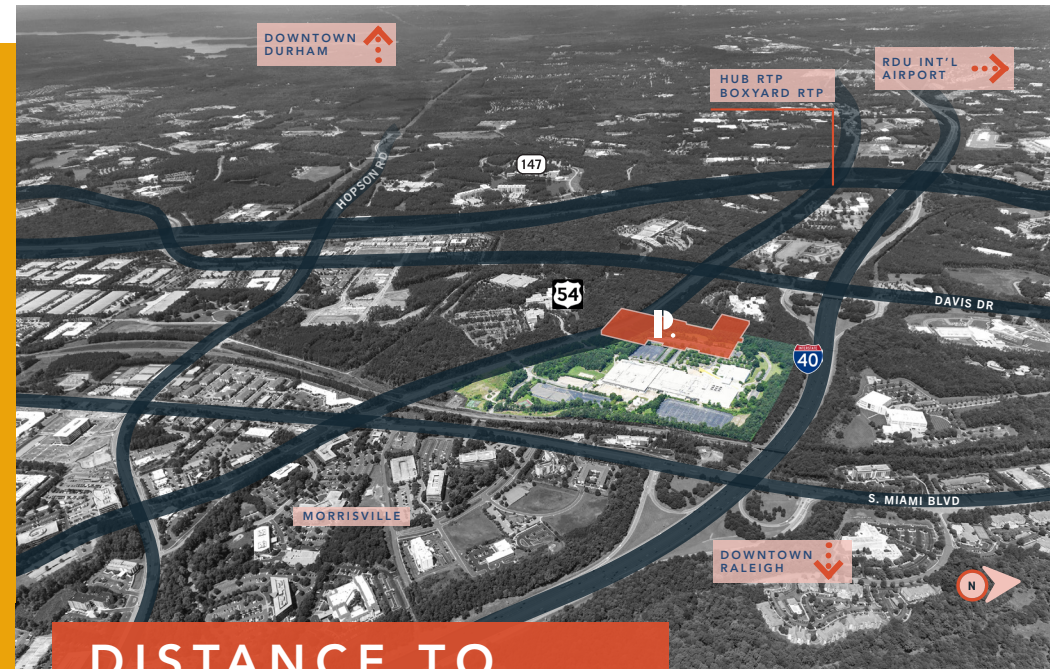 DOWNTOWN
DURHAM
RDU INT'L
AIRPORT
HUB RTP
BOXYARD RTP
147
HOPSON RD
54
DAVIS DR
P.
INTERSTATE
40
S. MIAMI BLVD
MORRISVILLE
DOWNTOWN
RALEIGH
N
DISTANCE TO